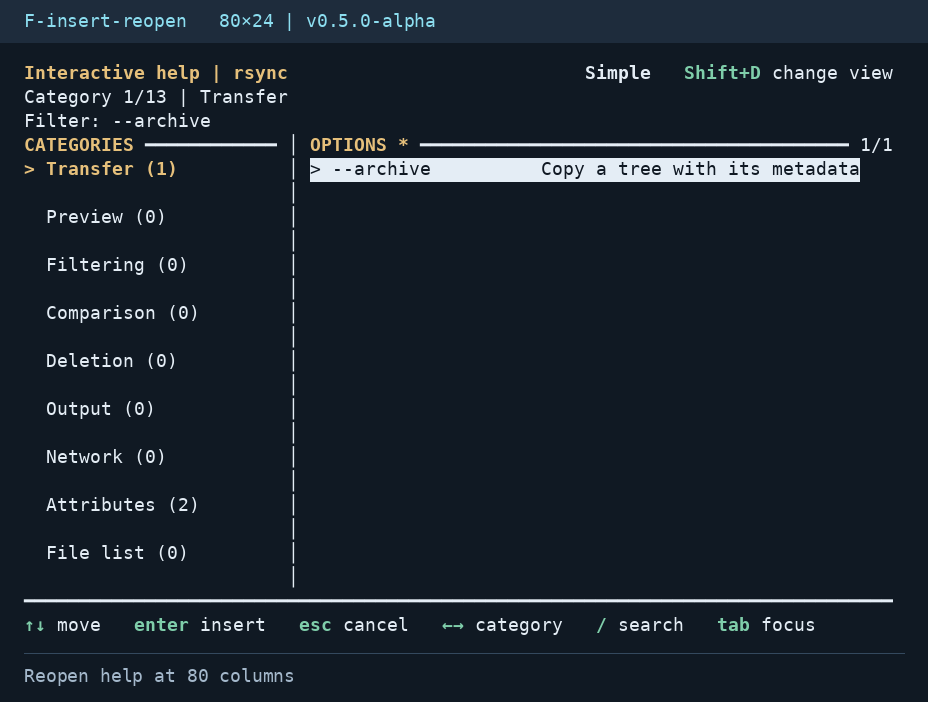 F-insert-reopen   80×24 | v0.5.0-alpha
Interactive help | rsync   Simple   Shift+D change view
Category 1/13 | Transfer
Filter: --archive
CATEGORIES   OPTIONS *   1/1
> Transfer (1)   > --archive   Copy a tree with its metadata
Preview (0)
Filtering (0)
Comparison (0)
Deletion (0)
Output (0)
Network (0)
Attributes (2)
File list (0)
↑↓ move   enter insert   esc cancel   ←→ category   / search   tab focus
Reopen help at 80 columns